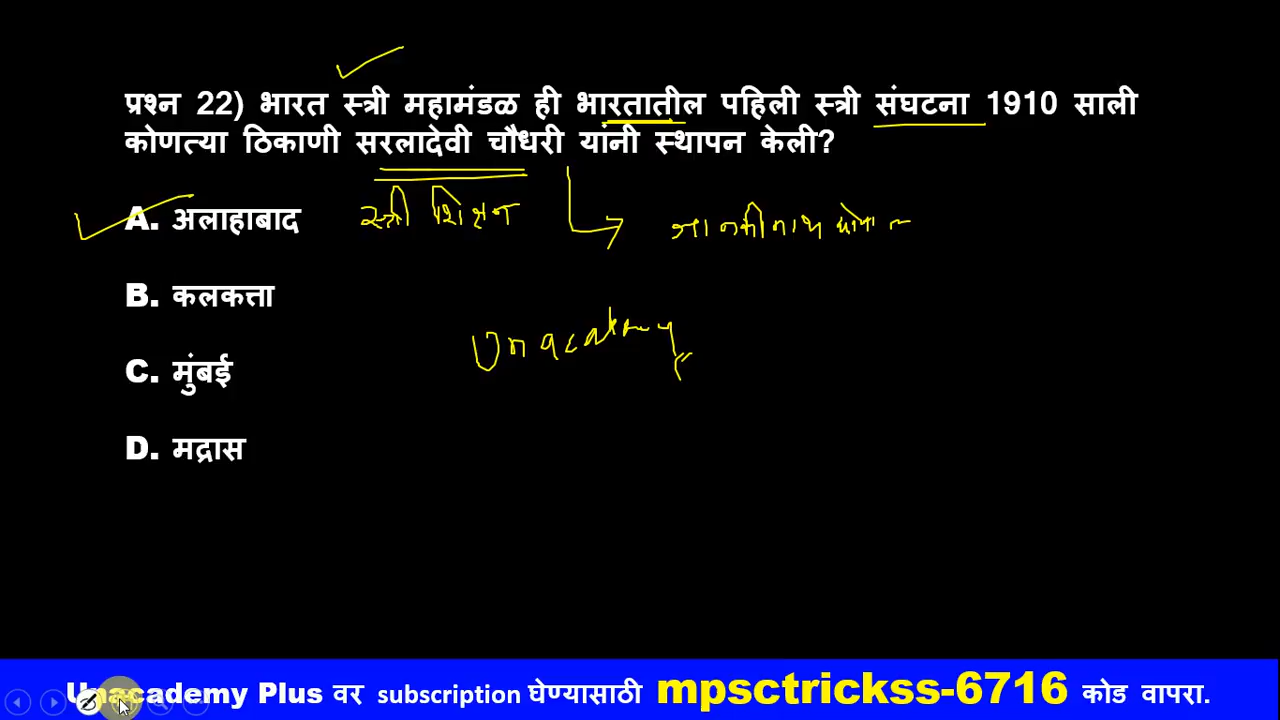 प्रश्न 22) भारत स्त्री महामंडळ ही भारतातील पहिली स्त्री संघटना 1910 साली
कोणत्या ठिकाणी सरलादेवी चौधरी यांनी स्थापन केली?
A. अलाहाबाद
स्त्री शिक्षण
B. कलकत्ता
Unacademy
C. मुंबई
D. मद्रास
Unacademy Plus वर subscription घेण्यासाठी mpsctrickss-6716 कोड वापरा.